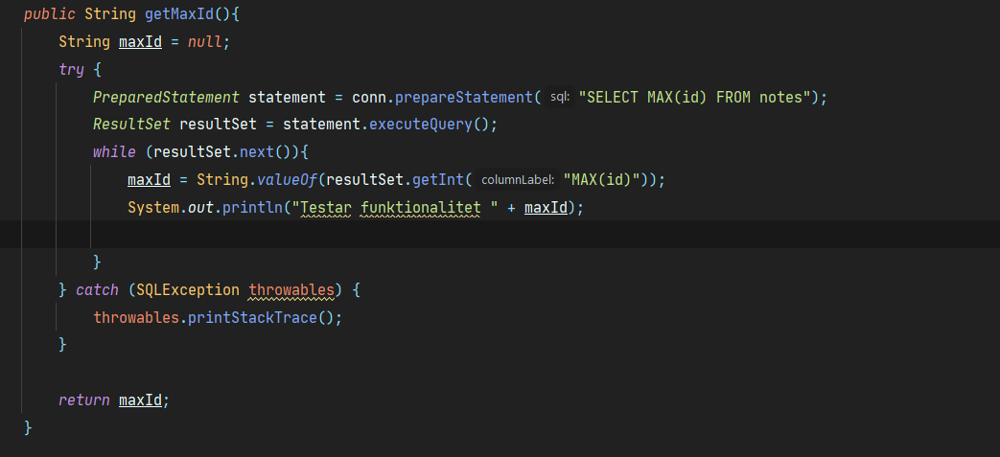 public String getMaxId(){
String maxId = null;
try {
PreparedStatement statement = conn.prepareStatement( sql: "SELECT MAX(id) FROM notes");
ResultSet resultSet = statement.executeQuery();
while (resultSet.next()){
maxId = String.valueOf(resultSet.getInt( columnLabel: "MAX(id)"));
System.out.println("Testar funktionalitet " + maxId);
}
} catch (SQLException throwables) {
throwables.printStackTrace();
}
return maxId;
}